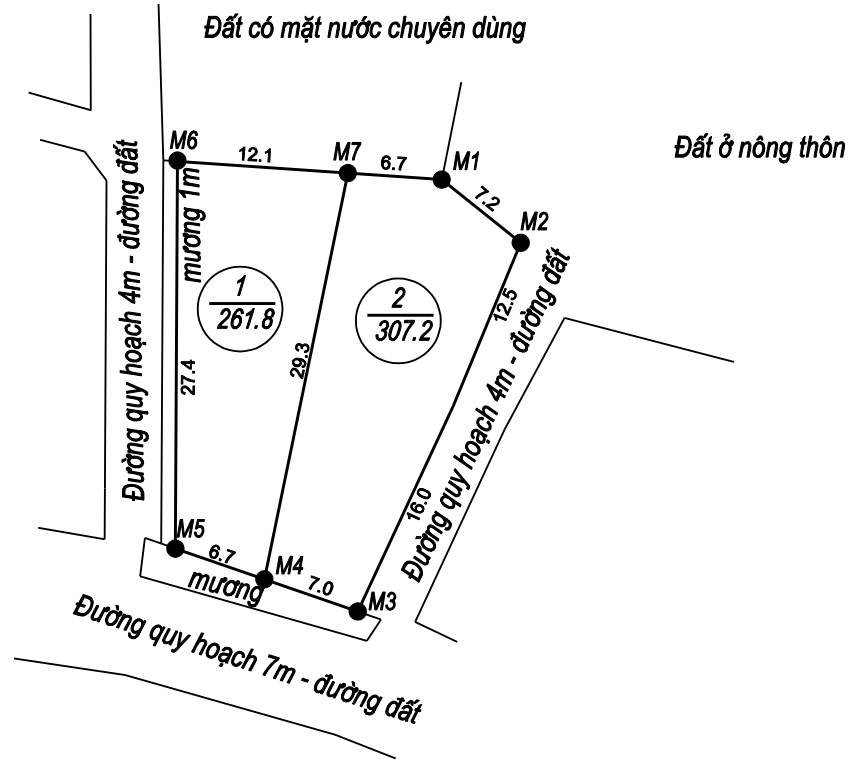 Đất có mặt nước chuyên dùng
Đất ở nông thôn
M6
12.1
M7
6.7
M1
7.2
M2
mương 1m
Đường quy hoạch 4m - đường đất
1
261.8
2
307.2
12.5
27.4
29.3
16.0
Đường quy hoạch 4m - đường đất
M5
6.7
M4
mương
7.0
M3
Đường quy hoạch 7m - đường đất